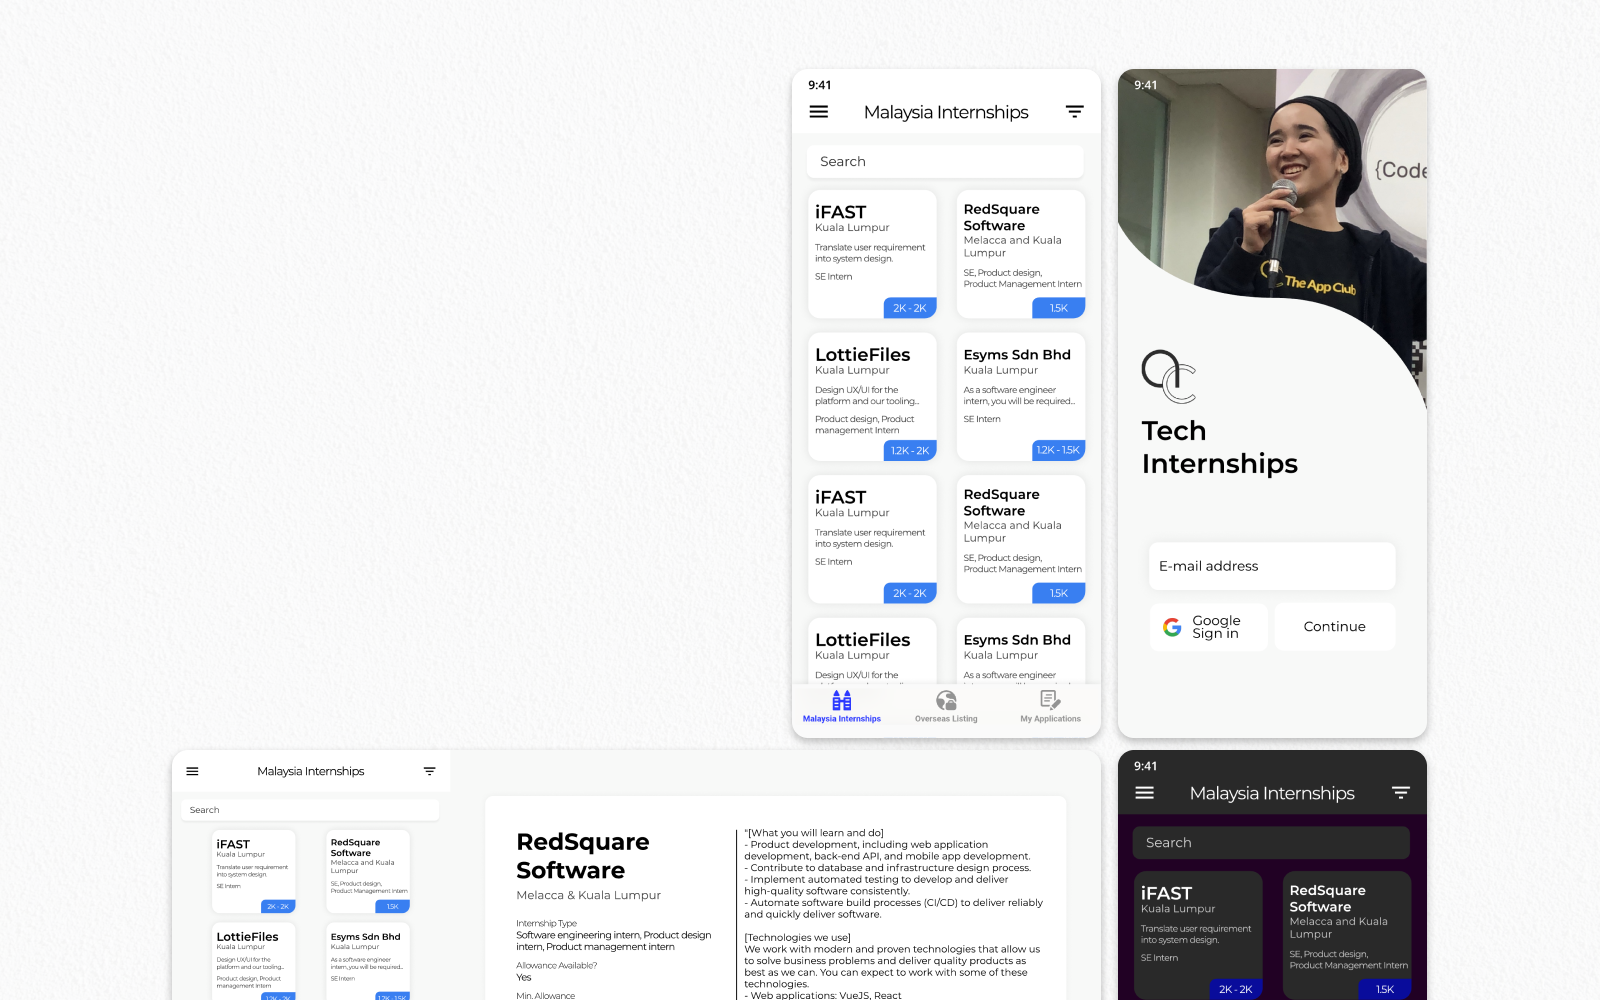 9:41
Malaysia Internships
Search
iFAST
Kuala Lumpur
Translate user requirement
into system design.
SE Intern
2K - 2K
RedSquare
Software
Melacca and Kuala
Lumpur
SE, Product design,
Product Management Intern
1.5K
LottieFiles
Kuala Lumpur
Design UX/UI for the
platform and our tooling..
Product design, Product
management Intern
1.2K - 2K
Esyms Sdn Bhd
Kuala Lumpur
As a software engineer
intern, you will be required...
SE Intern
1.2K - 1.5K
iFAST
Kuala Lumpur
Translate user requirement
into system design.
SE Intern
2K - 2K
RedSquare
Software
Melacca and Kuala
Lumpur
SE, Product design,
Product Management Intern
1.5K
LottieFiles
Kuala Lumpur
Design UX/UI for the
Esyms Sdn Bhd
Kuala Lumpur
As a software engineer
Malaysia Internships
Overseas Listing
My Applications
9:41
{Code
The App Club
Tech
Internships
E-mail address
Google
Sign in
Continue
Malaysia Internships
Search
iFAST
Kuala Lumpur
Translate user requirement
into system design.
SE Intern
2K - 2K
RedSquare
Software
Melacca and Kuala
Lumpur
SE, Product design,
Product Management Intern
1.5K
LottieFiles
Kuala Lumpur
Design UX/UI for the
platform and our tooling..
Product design, Product
management Intern
1.2K - 2K
Esyms Sdn Bhd
Kuala Lumpur
As a software engineer
intern, you will be required...
SE Intern
1.2K - 1.5K
RedSquare
Software
Melacca & Kuala Lumpur
Internship Type
Software engineering intern, Product design
intern, Product management intern
Allowance Available?
Yes
Min. Allowance
"[What you will learn and do]
- Product development, including web application
development, back-end API, and mobile app development.
- Contribute to database and infrastructure design process.
- Implement automated testing to develop and deliver
high-quality software consistently.
- Automate software build processes (CI/CD) to deliver reliably
and quickly deliver software.
[Technologies we use]
We work with modern and proven technologies that allow us
to solve business problems and deliver quality products as
best as we can. You can expect to work with some of these
technologies.
- Web applications: VueJS, React
9:41
Malaysia Internships
Search
iFAST
Kuala Lumpur
Translate user requirement
into system design.
SE Intern
2K - 2K
RedSquare
Software
Melacca and Kuala
Lumpur
SE, Product design,
Product Management Intern
1.5K